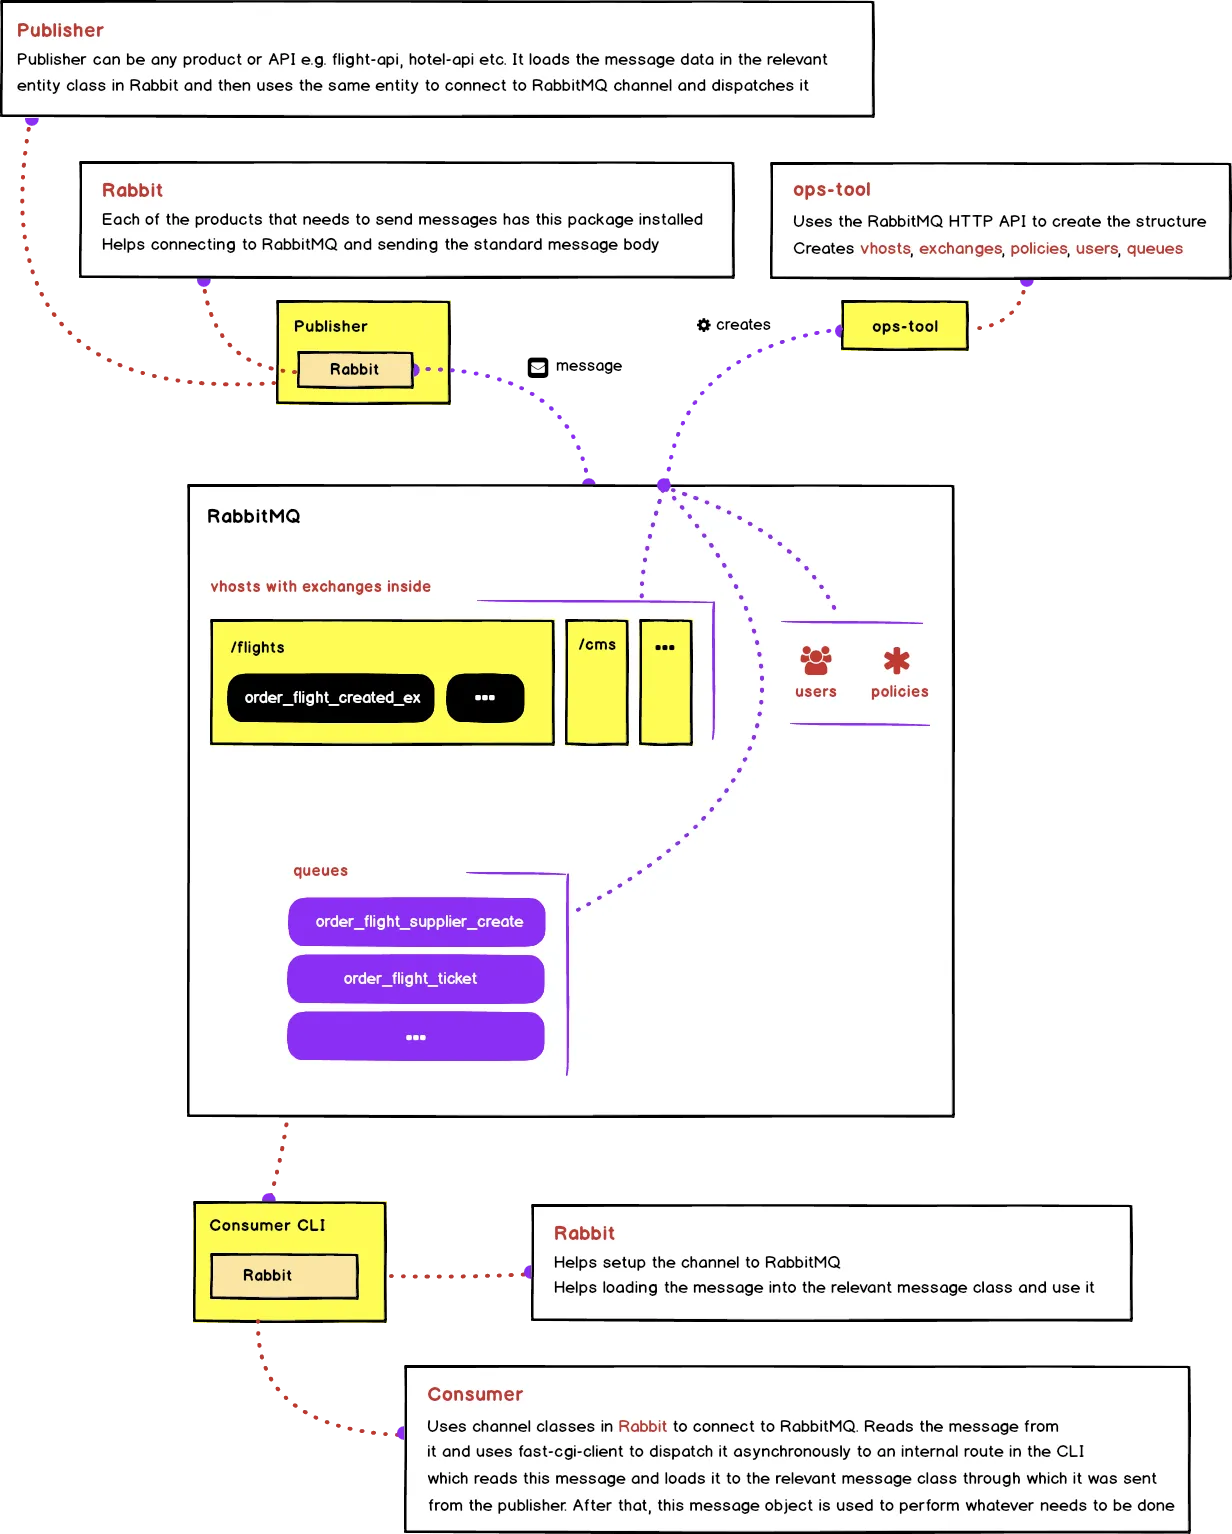 Publisher
Publisher can be any product or API e.g. flight-api, hotel-api etc. It loads the message data in the relevant
entity class in Rabbit and then uses the same entity to connect to RabbitMQ channel and dispatches it
Rabbit
Each of the products that needs to send messages has this package installed
Helps connecting to RabbitMQ and sending the standard message body
ops-tool
Uses the RabbitMQ HTTP API to create the structure
Creates vhosts, exchanges, policies, users, queues
Publisher
Rabbit
message
creates
ops-tool
RabbitMQ
vhosts with exchanges inside
/flights
order_flight_created_ex
...
/cms
...
users
policies
queues
order_flight_supplier_create
order_flight_ticket
...
Consumer CLI
Rabbit
Rabbit
Helps setup the channel to RabbitMQ
Helps loading the message into the relevant message class and use it
Consumer
Uses channel classes in Rabbit to connect to RabbitMQ. Reads the message from
it and uses fast-cgi-client to dispatch it asynchronously to an internal route in the CLI
which reads this message and loads it to the relevant message class through which it was sent
from the publisher. After that, this message object is used to perform whatever needs to be done